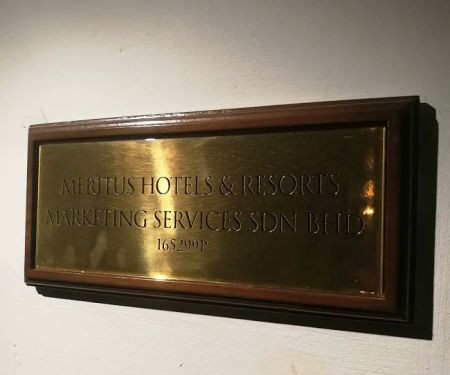 MERITUS HOTELS & RESORTS
MARKETING SERVICES SDN BHD
165299P